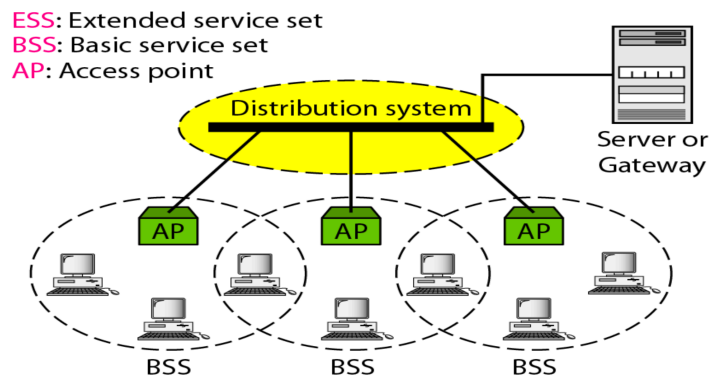 ESS: Extended service set
BSS: Basic service set
AP: Access point
Distribution system
Server or
Gateway
AP
AP
AP
BSS
BSS
BSS